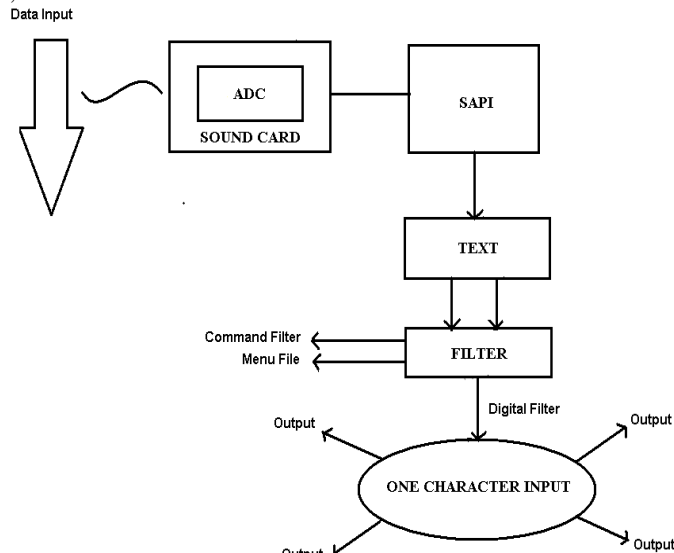 Data Input
ADC
SOUND CARD
SAPI
TEXT
Command Filter
Menu File
FILTER
Digital Filter
Output
Output
ONE CHARACTER INPUT
Output
Output